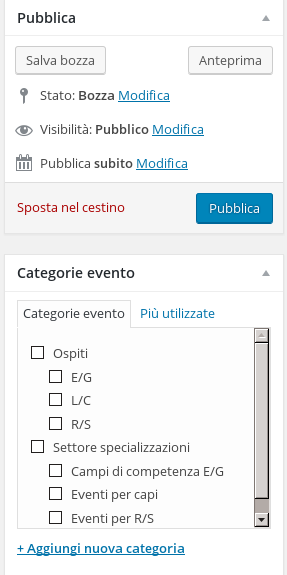 Pubblica
Salva bozza Anteprima
Stato: Bozza Modifica
Visibilità: Pubblico Modifica
Pubblica subito Modifica
Sposta nel cestino Pubblica
Categorie evento
Categorie evento Più utilizzate
Ospiti
E/G
L/C
R/S
Settore specializzazioni
Campi di competenza E/G
Eventi per capi
Eventi per R/S
+ Aggiungi nuova categoria